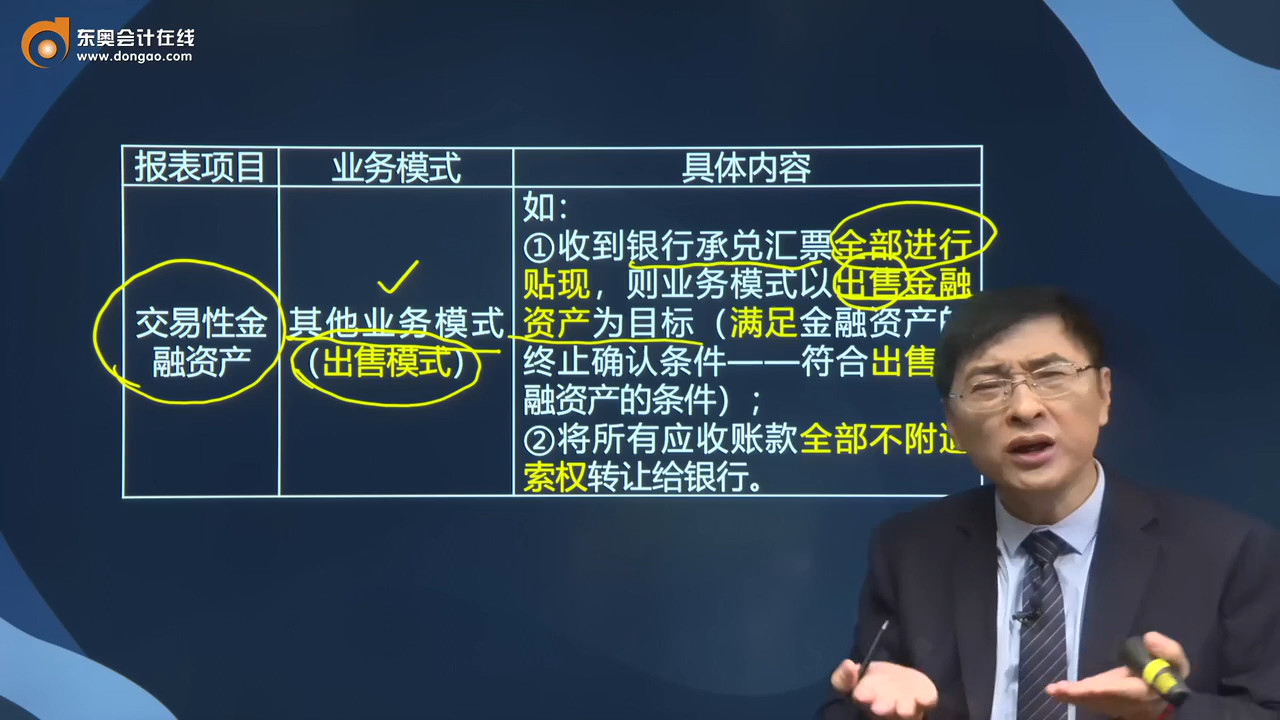 东奥会计在线
www.dongao.com
报表项目
业务模式
具体内容
交易性金
融资产
其他业务模式
（出售模式）
如：
①收到银行承兑汇票全部进行
贴现，则业务模式以出售金融
资产为目标（满足金融资产
终止确认条件——符合出售
融资产的条件）；
②将所有应收账款全部不附追
索权转让给银行。